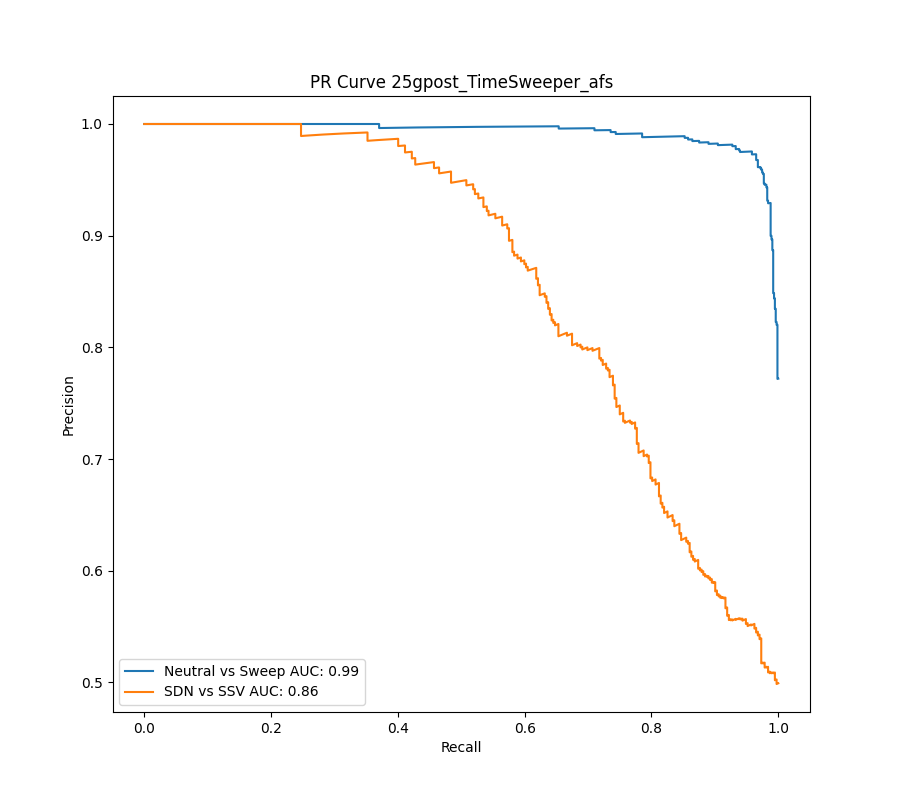 PR Curve 25gpost_TimeSweeper_afs
1.0
0.9
0.8
0.7
0.6
0.5
Precision
Neutral vs Sweep AUC: 0.99
SDN vs SSV AUC: 0.86
0.0 0.2 0.4 0.6 0.8 1.0
Recall